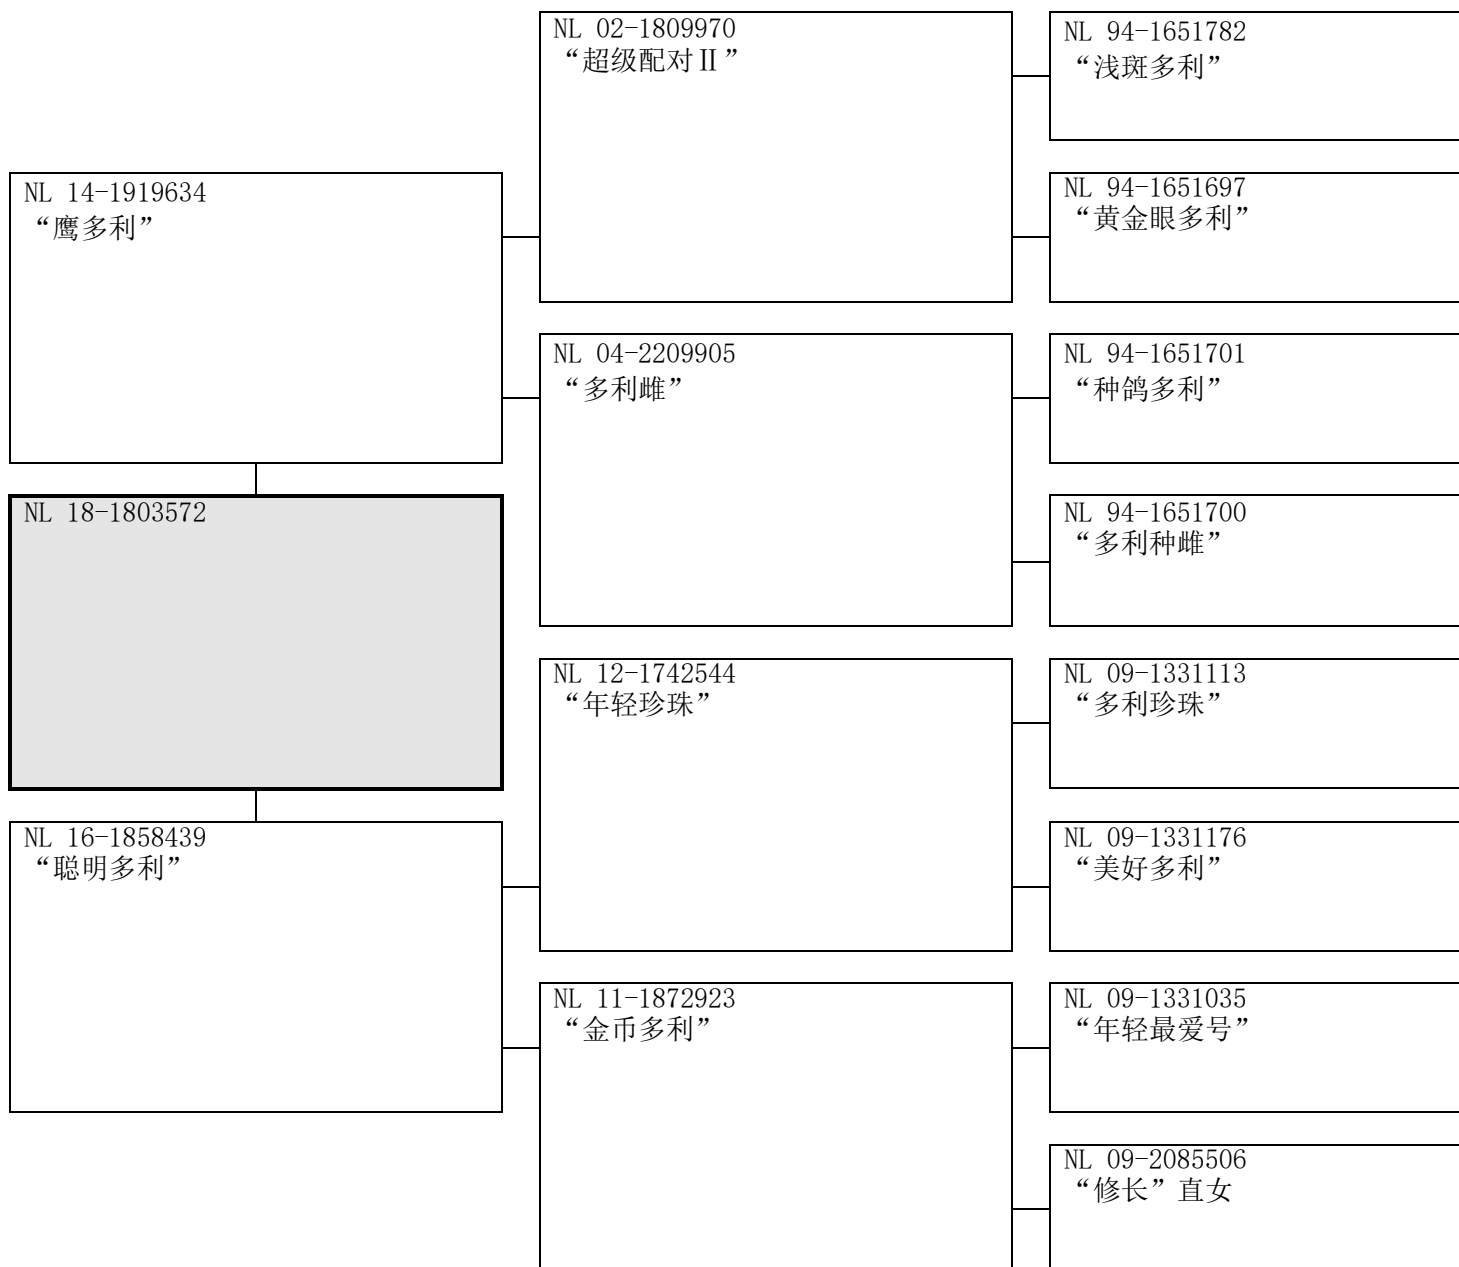 NL 14-1919634
“鹰多利”
NL 18-1803572
NL 16-1858439
“聪明多利”
NL 02-1809970
“超级配对Ⅱ”
NL 04-2209905
“多利雌”
NL 12-1742544
“年轻珍珠”
NL 11-1872923
“金币多利”
NL 94-1651782
“浅斑多利”
NL 94-1651697
“黄金眼多利”
NL 94-1651701
“种鸽多利”
NL 94-1651700
“多利种雌”
NL 09-1331113
“多利珍珠”
NL 09-1331176
“美好多利”
NL 09-1331035
“年轻最爱号”
NL 09-2085506
“修长”直女